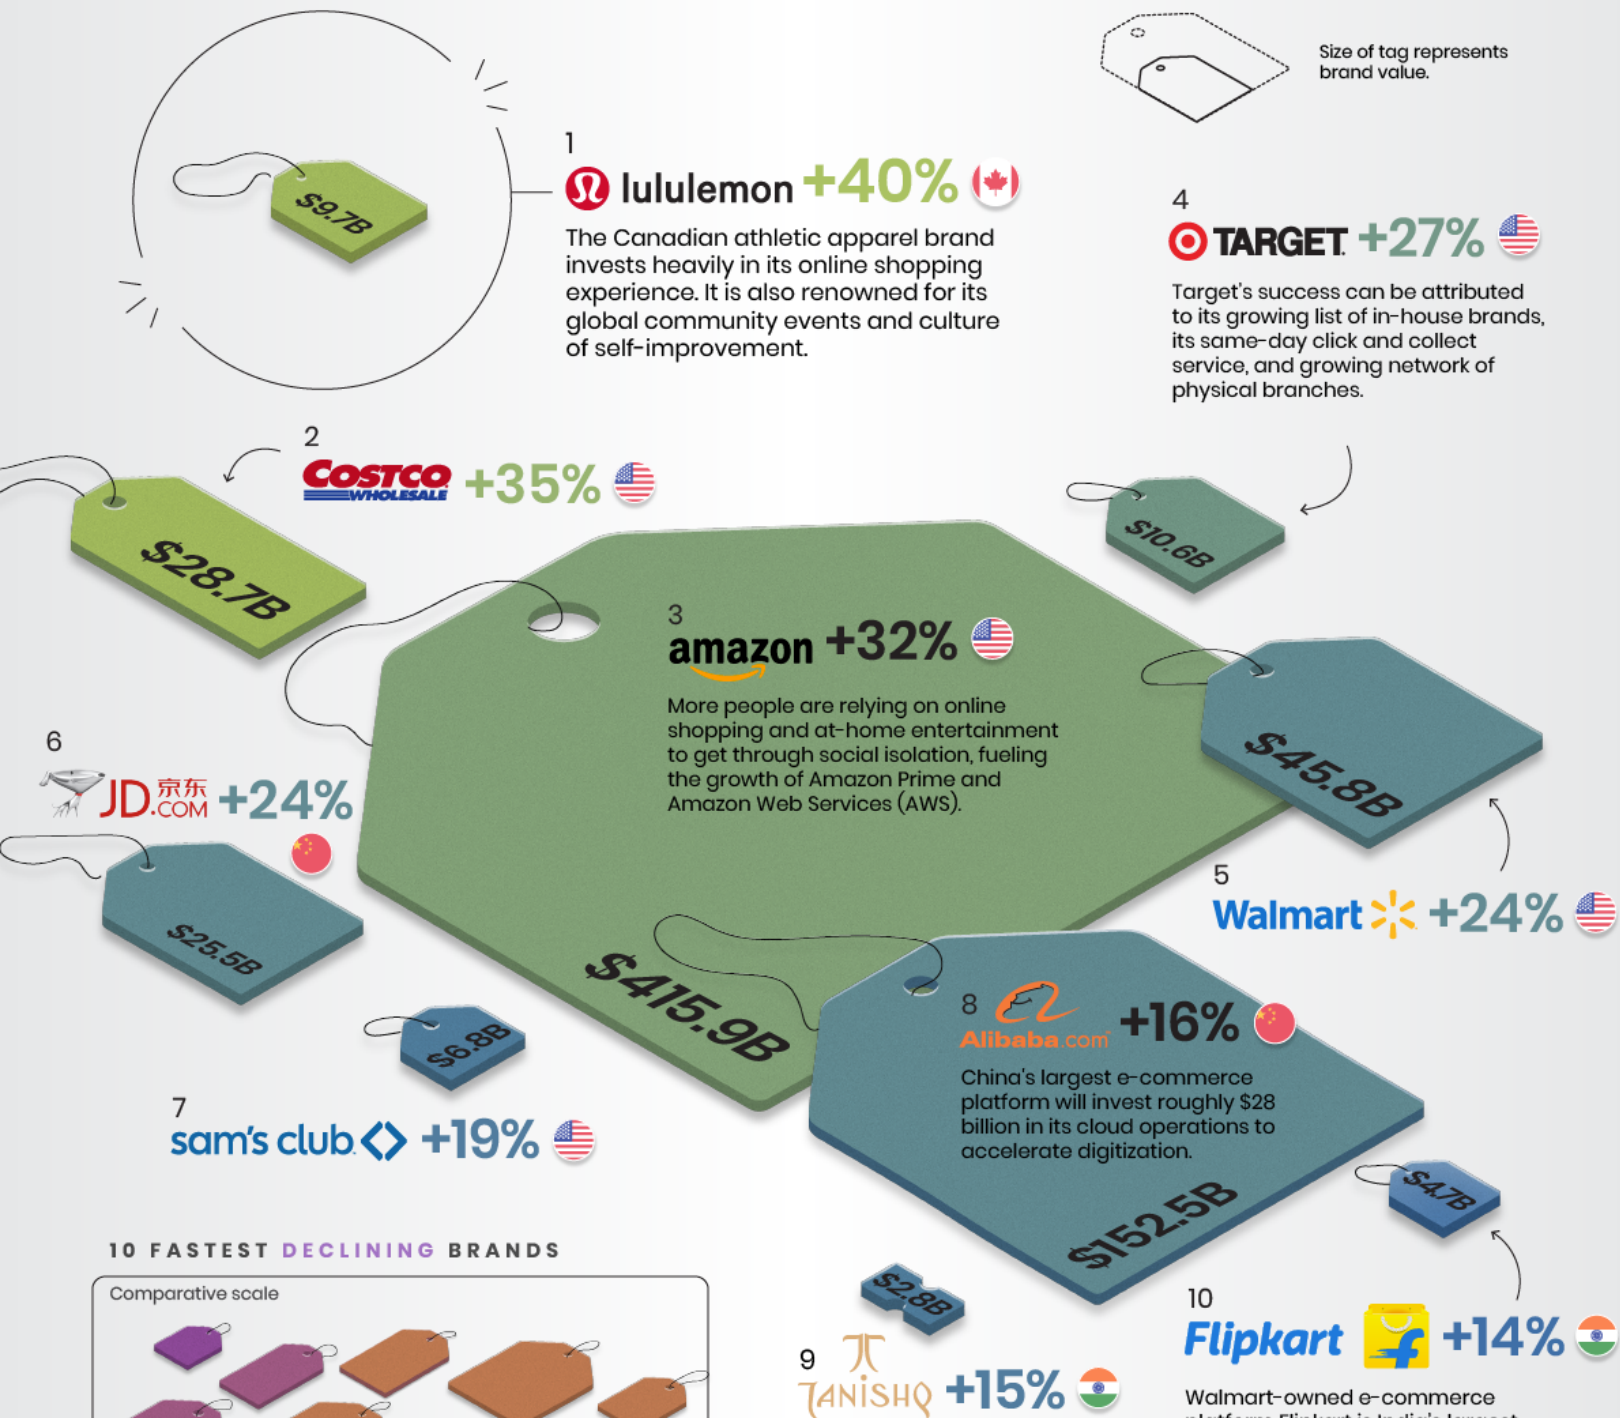 Size of tag represents
brand value.
1
lululemon +40%
$9.7B
The Canadian athletic apparel brand
invests heavily in its online shopping
experience. It is also renowned for its
global community events and culture
of self-improvement.
4
TARGET +27%
Target's success can be attributed
to its growing list of in-house brands,
its same-day click and collect
service, and growing network of
physical branches.
$10.6B
2
COSTCO +35%
WHOLESALE
$28.7B
3
amazon +32%
More people are relying on online
shopping and at-home entertainment
to get through social isolation, fueling
the growth of Amazon Prime and
Amazon Web Services (AWS).
$415.9B
$45.8B
5
Walmart +24%
6
JD.COM 京东 +24%
$25.5B
$6.8B
7
sam's club +19%
8
Alibaba.com +16%
China's largest e-commerce
platform will invest roughly $28
billion in its cloud operations to
accelerate digitization.
$152.5B
$4.7B
10
Flipkart f +14%
Walmart-owned e-commerce
platform Flipkart is India's largest
$2.8B
9
TANISHQ +15%
10 FASTEST DECLINING BRANDS
Comparative scale